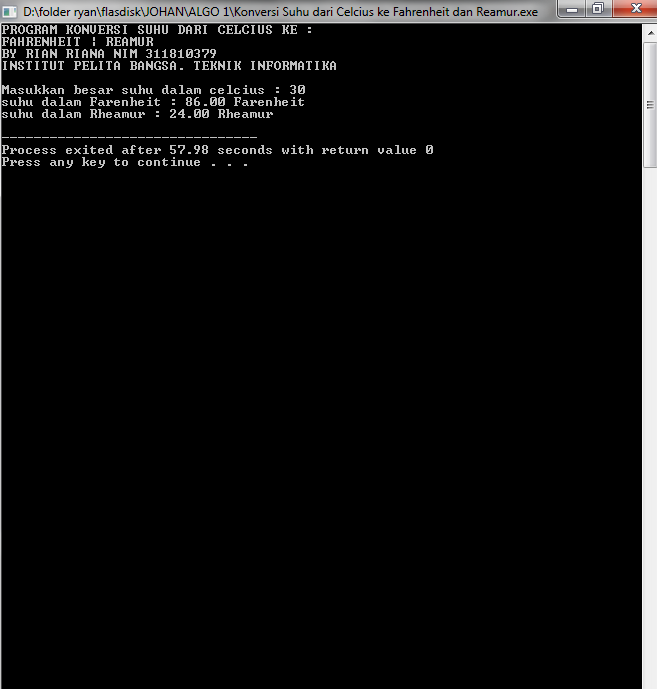 D:\folder ryan\flasdisk\JOHAN\ALGO 1\Konversi Suhu dari Celcius ke Fahrenheit dan Reamur.exe
PROGRAM KONVERSI SUHU DARI CELCIUS KE :
FAHRENHEIT ¦ REAMUR
BY RIAN RIANA NIM 311810379
INSTITUT PELITA BANGSA. TEKNIK INFORMATIKA
Masukkan besar suhu dalam celcius : 30
suhu dalam Farenheit : 86.00 Farenheit
suhu dalam Rheamur : 24.00 Rheamur
--------------------------------
Process exited after 57.98 seconds with return value 0
Press any key to continue . . .